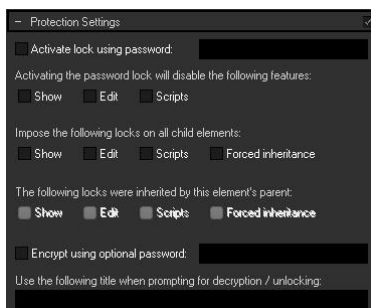 − Protection Settings
Activate lock using password:
Activating the password lock will disable the following features:
Show Edit Scripts
Impose the following locks on all child elements:
Show Edit Scripts Forced inheritance
The following locks were inherited by this element's parent:
Show Edit Scripts Forced inheritance
Encrypt using optional password:
Use the following title when prompting for decryption / unlocking: